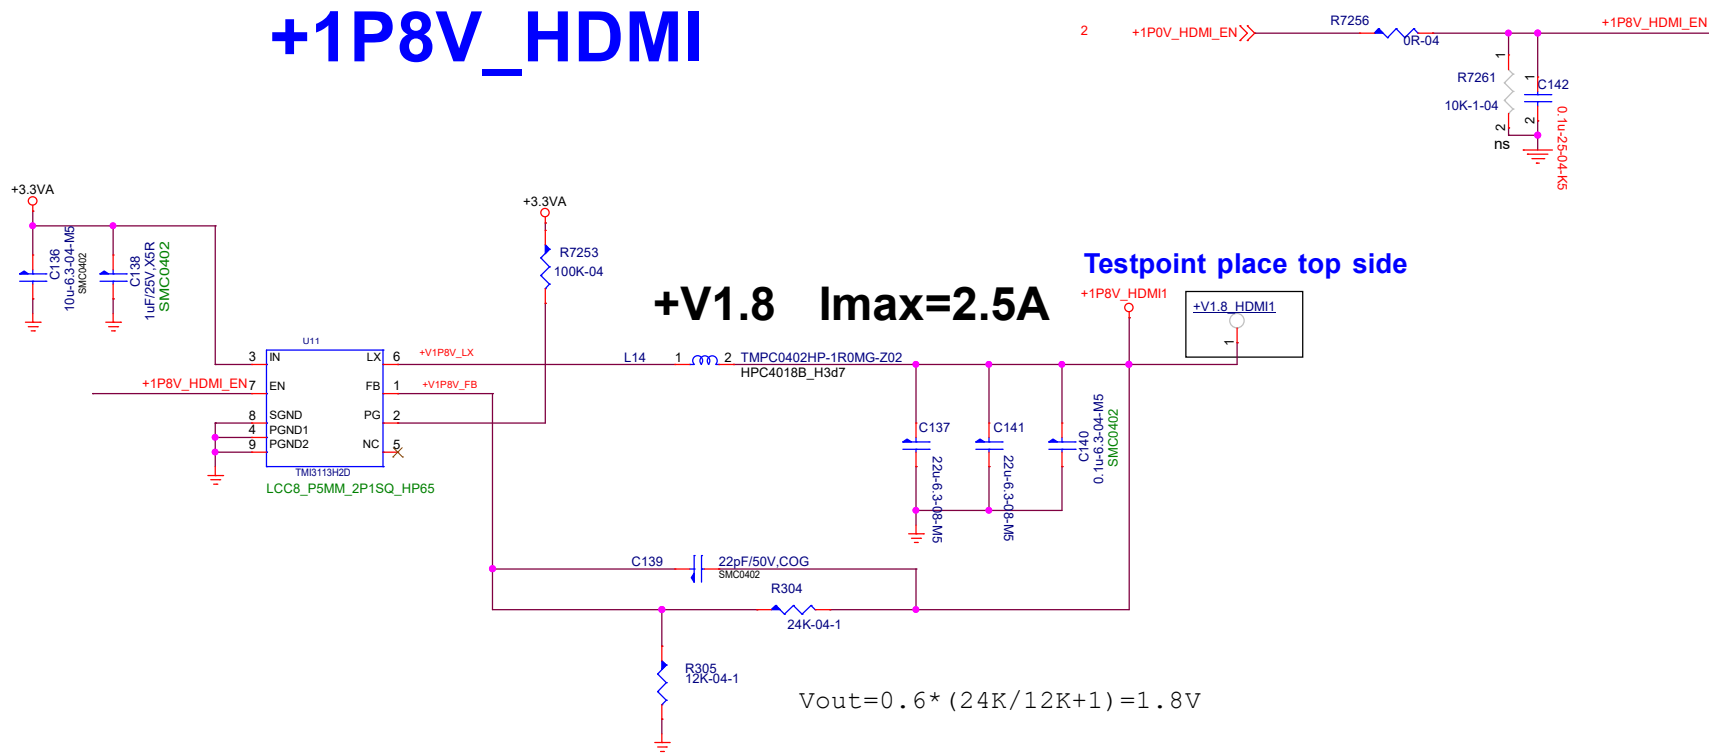 +1P8V_HDMI
2
+1P0V_HDMI_EN
R7256
0R-04
+1P8V_HDMI_EN
R7261
10K-1-04
1
2
ns
1
2
C142
0.1u-25-04-K5
+3.3VA
C136
10u-6.3-04-M5
SMC0402
C138
1uF/25V,X5R
SMC0402
+3.3VA
R7253
100K-04
+V1.8 Imax=2.5A
Testpoint place top side
+1P8V_HDMI1
+V1.8_HDMI1
1
U11
3 IN
LX 6
+V1P8V_LX
+1P8V_HDMI_EN
7 EN
FB 1
+V1P8V_FB
8 SGND
PG 2
4 PGND1
9 PGND2
NC 5
TMI3113H2D
LCC8_P5MM_2P1SQ_HP65
L14 1 2 TMPC0402HP-1R0MG-Z02
HPC4018B_H3d7
C137
22u-6.3-08-M5
C141
22u-6.3-08-M5
C140
0.1u-6.3-04-M5
SMC0402
C139
22pF/50V,COG
SMC0402
R304
24K-04-1
R305
12K-04-1
Vout=0.6*(24K/12K+1)=1.8V